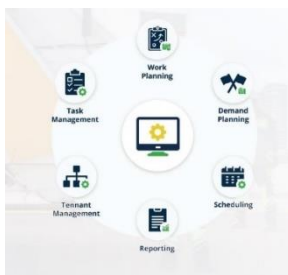 Work
Planning
Task
Management
Demand
Planning
Tennant
Management
Scheduling
Reporting